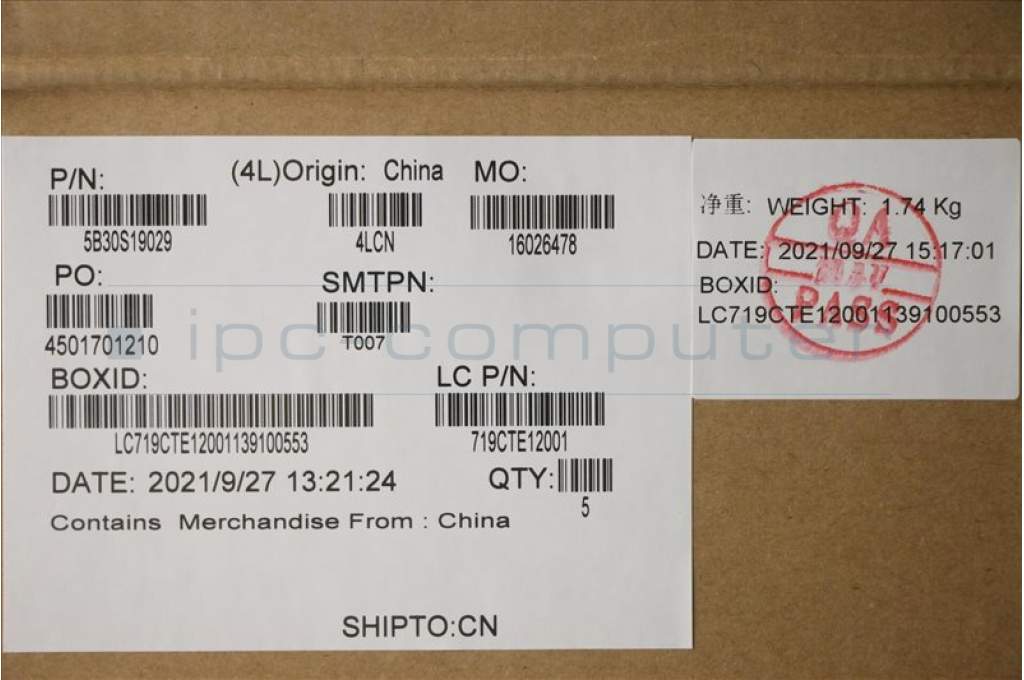 P/N: (4L)Origin: China MO:
5B30S19029 4LCN 16026478
PO: SMTPN:
4501701210 T007
BOXID: LC P/N:
LC719CTE12001139100553 719CTE12001
DATE: 2021/9/27 13:21:24 QTY:
5
Contains Merchandise From : China
SHIPTO:CN
净重: WEIGHT: 1.74 Kg
DATE: 2021/09/27 15:17:01
BOXID:
LC719CTE12001139100553
QA
PASS
ipc-computer